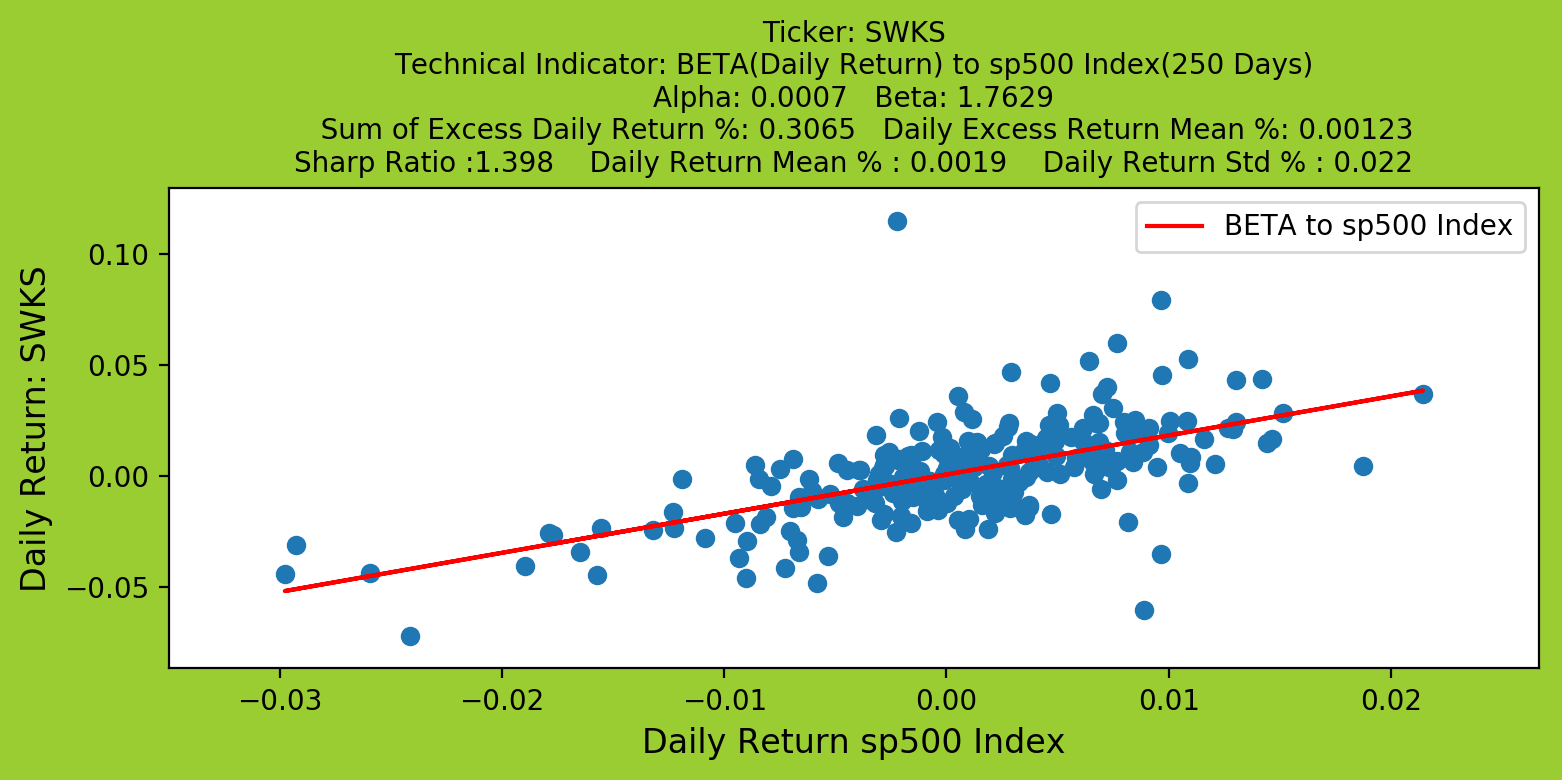 Ticker: SWKS
Technical Indicator: BETA(Daily Return) to sp500 Index(250 Days)
Alpha: 0.0007   Beta: 1.7629
Sum of Excess Daily Return %: 0.3065   Daily Excess Return Mean %: 0.00123
Sharp Ratio :1.398    Daily Return Mean % : 0.0019    Daily Return Std % : 0.022
BETA to sp500 Index
Daily Return: SWKS
0.10
0.05
0.00
−0.05
−0.03
−0.02
−0.01
0.00
0.01
0.02
Daily Return sp500 Index